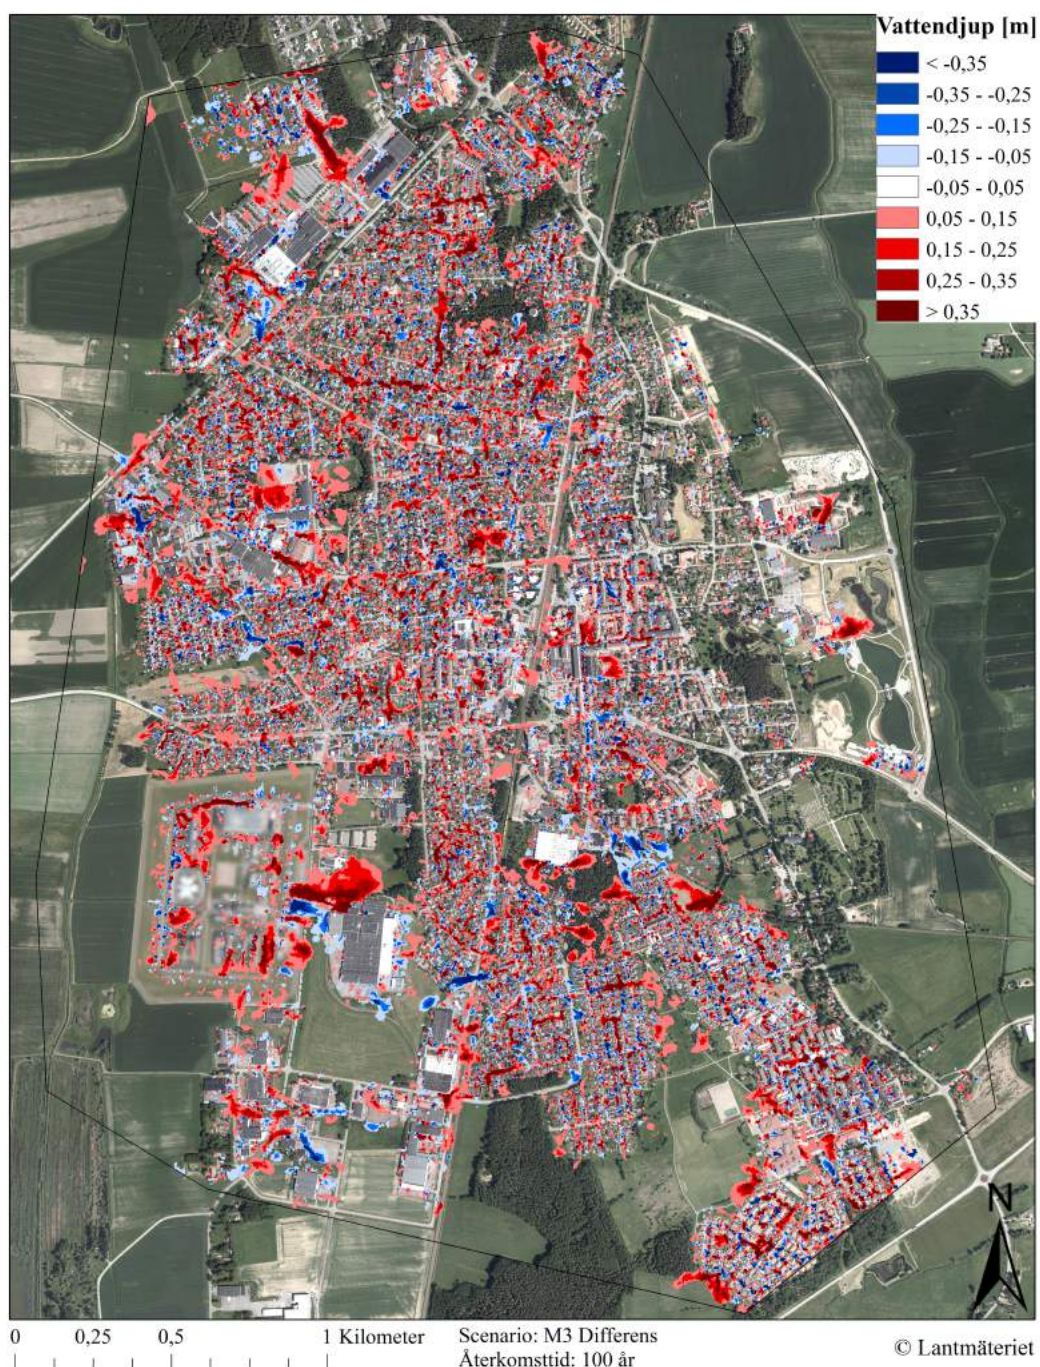 Vattendjup [m]
< -0,35
-0,35 - -0,25
-0,25 - -0,15
-0,15 - -0,05
-0,05 - 0,05
0,05 - 0,15
0,15 - 0,25
0,25 - 0,35
> 0,35
N
0 0,25 0,5 1 Kilometer
Scenario: M3 Differens
Återkomsttid: 100 år
© Lantmäteriet